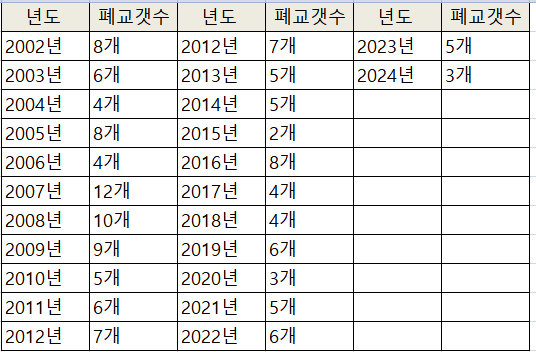 년도 폐교갯수 년도 폐교갯수 년도 폐교갯수
2002년 8개 2012년 7개 2023년 5개
2003년 6개 2013년 5개 2024년 3개
2004년 4개 2014년 5개
2005년 8개 2015년 2개
2006년 4개 2016년 8개
2007년 12개 2017년 4개
2008년 10개 2018년 4개
2009년 9개 2019년 6개
2010년 5개 2020년 3개
2011년 6개 2021년 5개
2012년 7개 2022년 6개